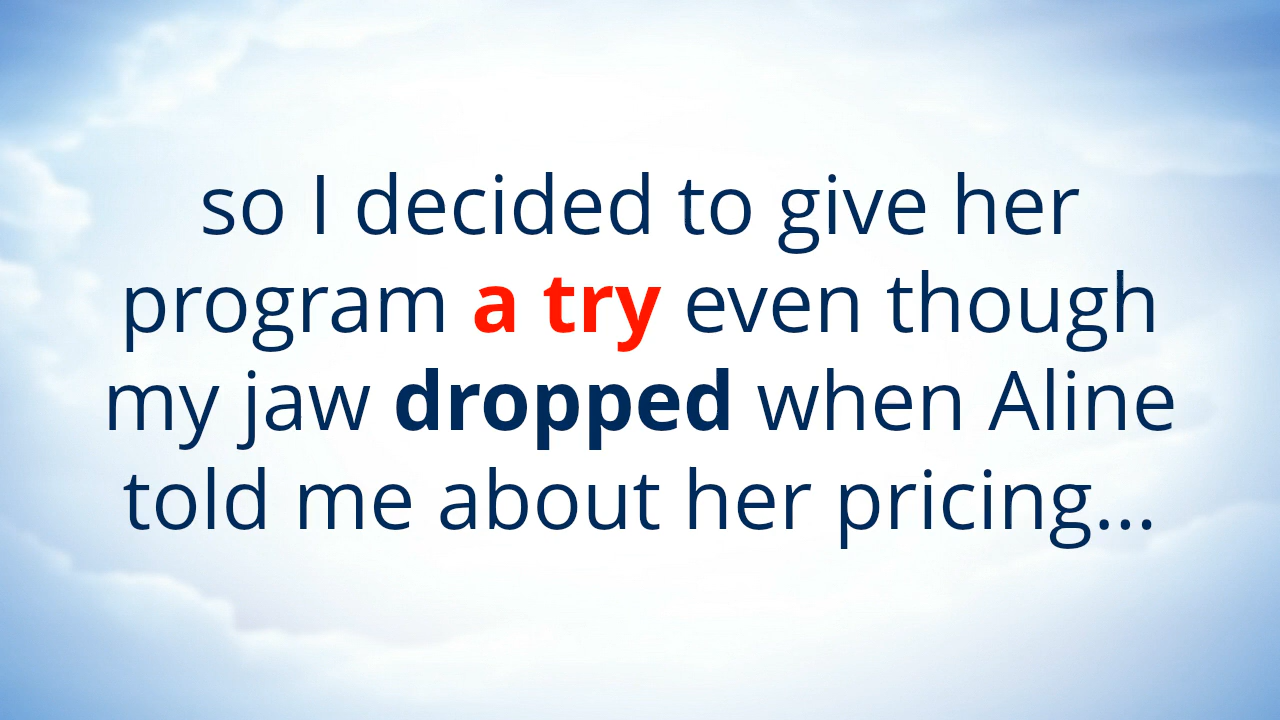 so I decided to give her
program a try even though
my jaw dropped when Aline
told me about her pricing...